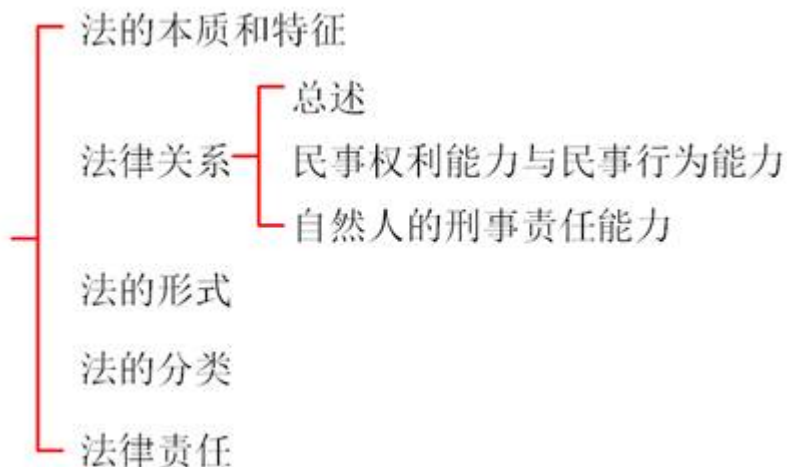 法的本质和特征
总述
法律关系
民事权利能力与民事行为能力
自然人的刑事责任能力
法的形式
法的分类
法律责任